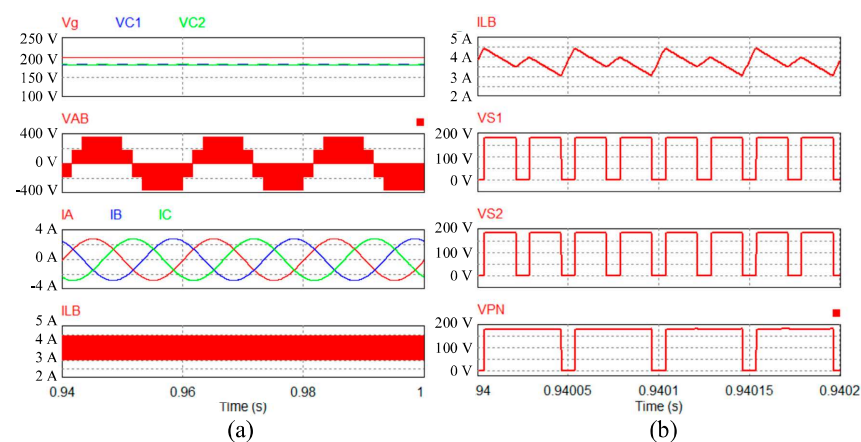 Vg VC1 VC2
250 V
200 V
150 V
100 V
VAB
400 V
0 V
-400 V
IA IB IC
4 A
0 A
-4 A
ILB
5 A
4 A
3 A
2 A
0.94 0.96 0.98 1
Time (s)
(a)
ILB
5 A
4 A
3 A
2 A
VS1
200 V
100 V
0 V
VS2
200 V
100 V
0 V
VPN
200 V
100 V
0 V
94 0.94005 0.9401 0.94015 0.9402
Time (s)
(b)